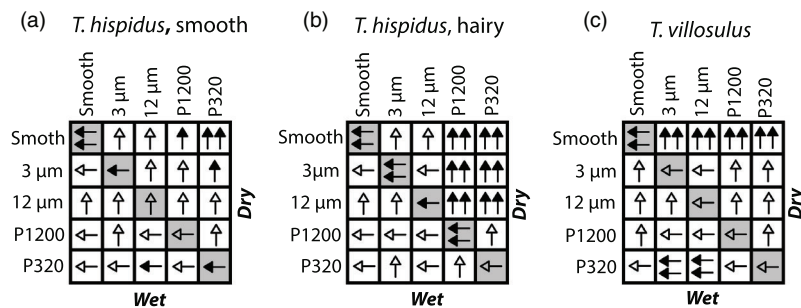 (a) T. hispidus, smooth
Smooth 3 µm 12 µm P1200 P320
Smoth
3 µm
12 µm
P1200
P320
Dry
Wet
(b) T. hispidus, hairy
Smooth 3 µm 12 µm P1200 P320
Smooth
3µm
12 µm
P1200
P320
Dry
Wet
(c) T. villosulus
Smooth 3 µm 12 µm P1200 P320
Smooth
3 µm
12 µm
P1200
P320
Dry
Wet